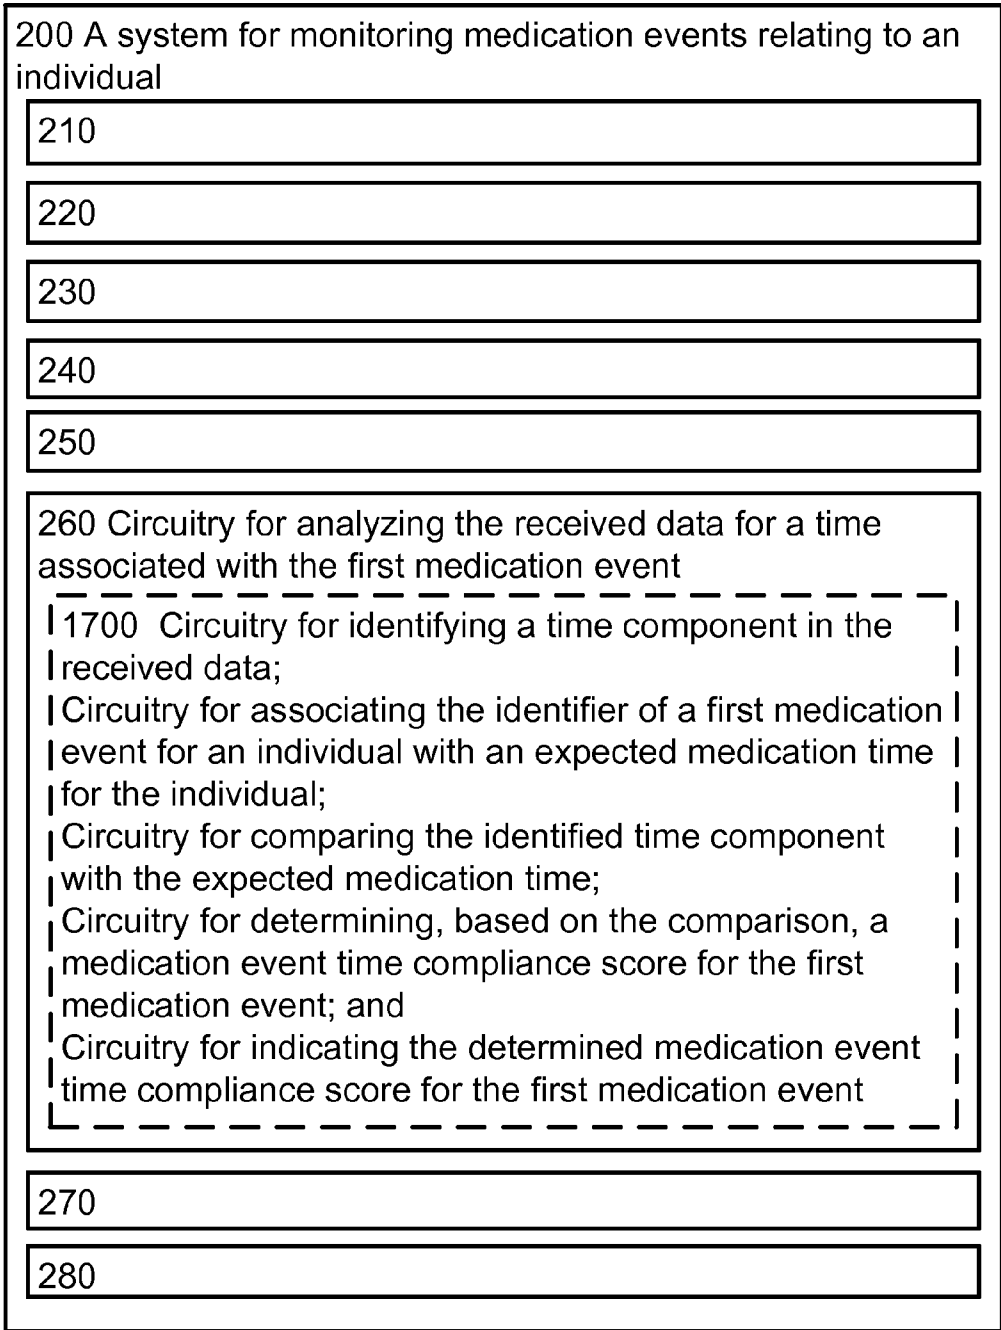 200 A system for monitoring medication events relating to an
individual
210
220
230
240
250
260 Circuitry for analyzing the received data for a time
associated with the first medication event
1700  Circuitry for identifying a time component in the
received data;
Circuitry for associating the identifier of a first medication
event for an individual with an expected medication time
for the individual;
Circuitry for comparing the identified time component
with the expected medication time;
Circuitry for determining, based on the comparison, a
medication event time compliance score for the first
medication event; and
Circuitry for indicating the determined medication event
time compliance score for the first medication event
270
280